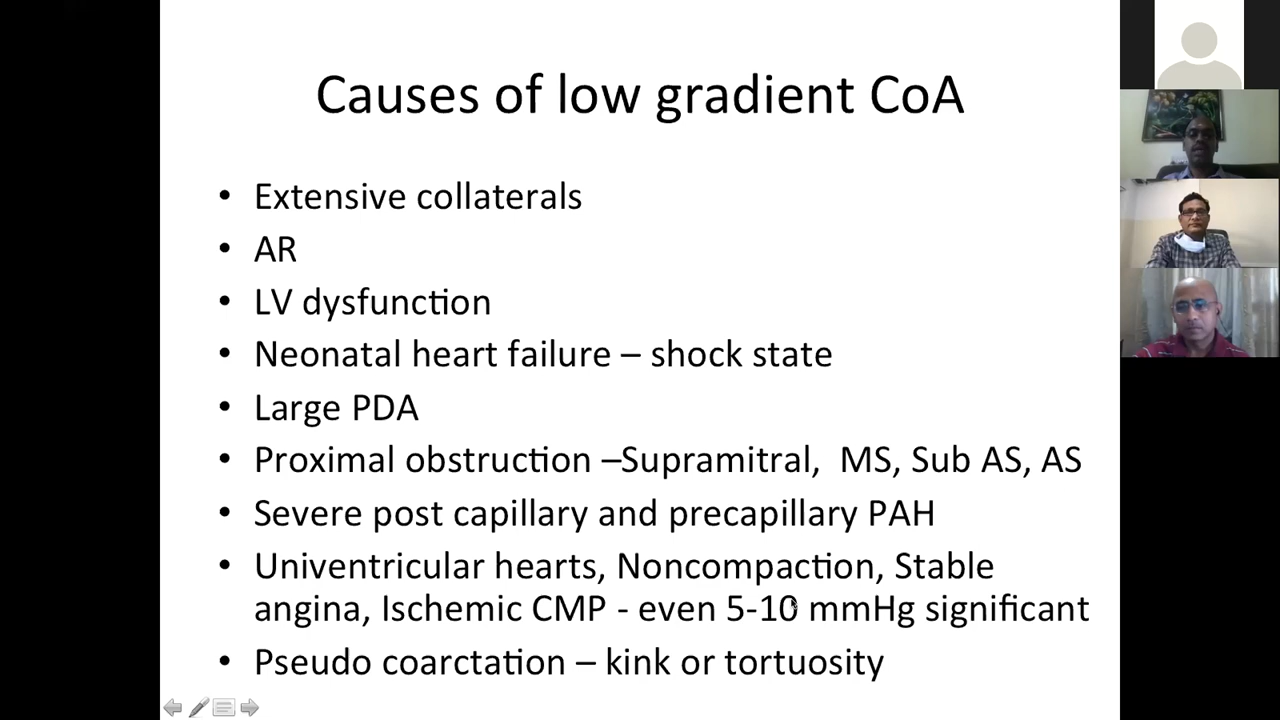 Causes of low gradient CoA
• Extensive collaterals
• AR
• LV dysfunction
• Neonatal heart failure – shock state
• Large PDA
• Proximal obstruction –Supramitral, MS, Sub AS, AS
• Severe post capillary and precapillary PAH
• Univentricular hearts, Noncompaction, Stable
angina, Ischemic CMP - even 5-10 mmHg significant
• Pseudo coarctation – kink or tortuosity